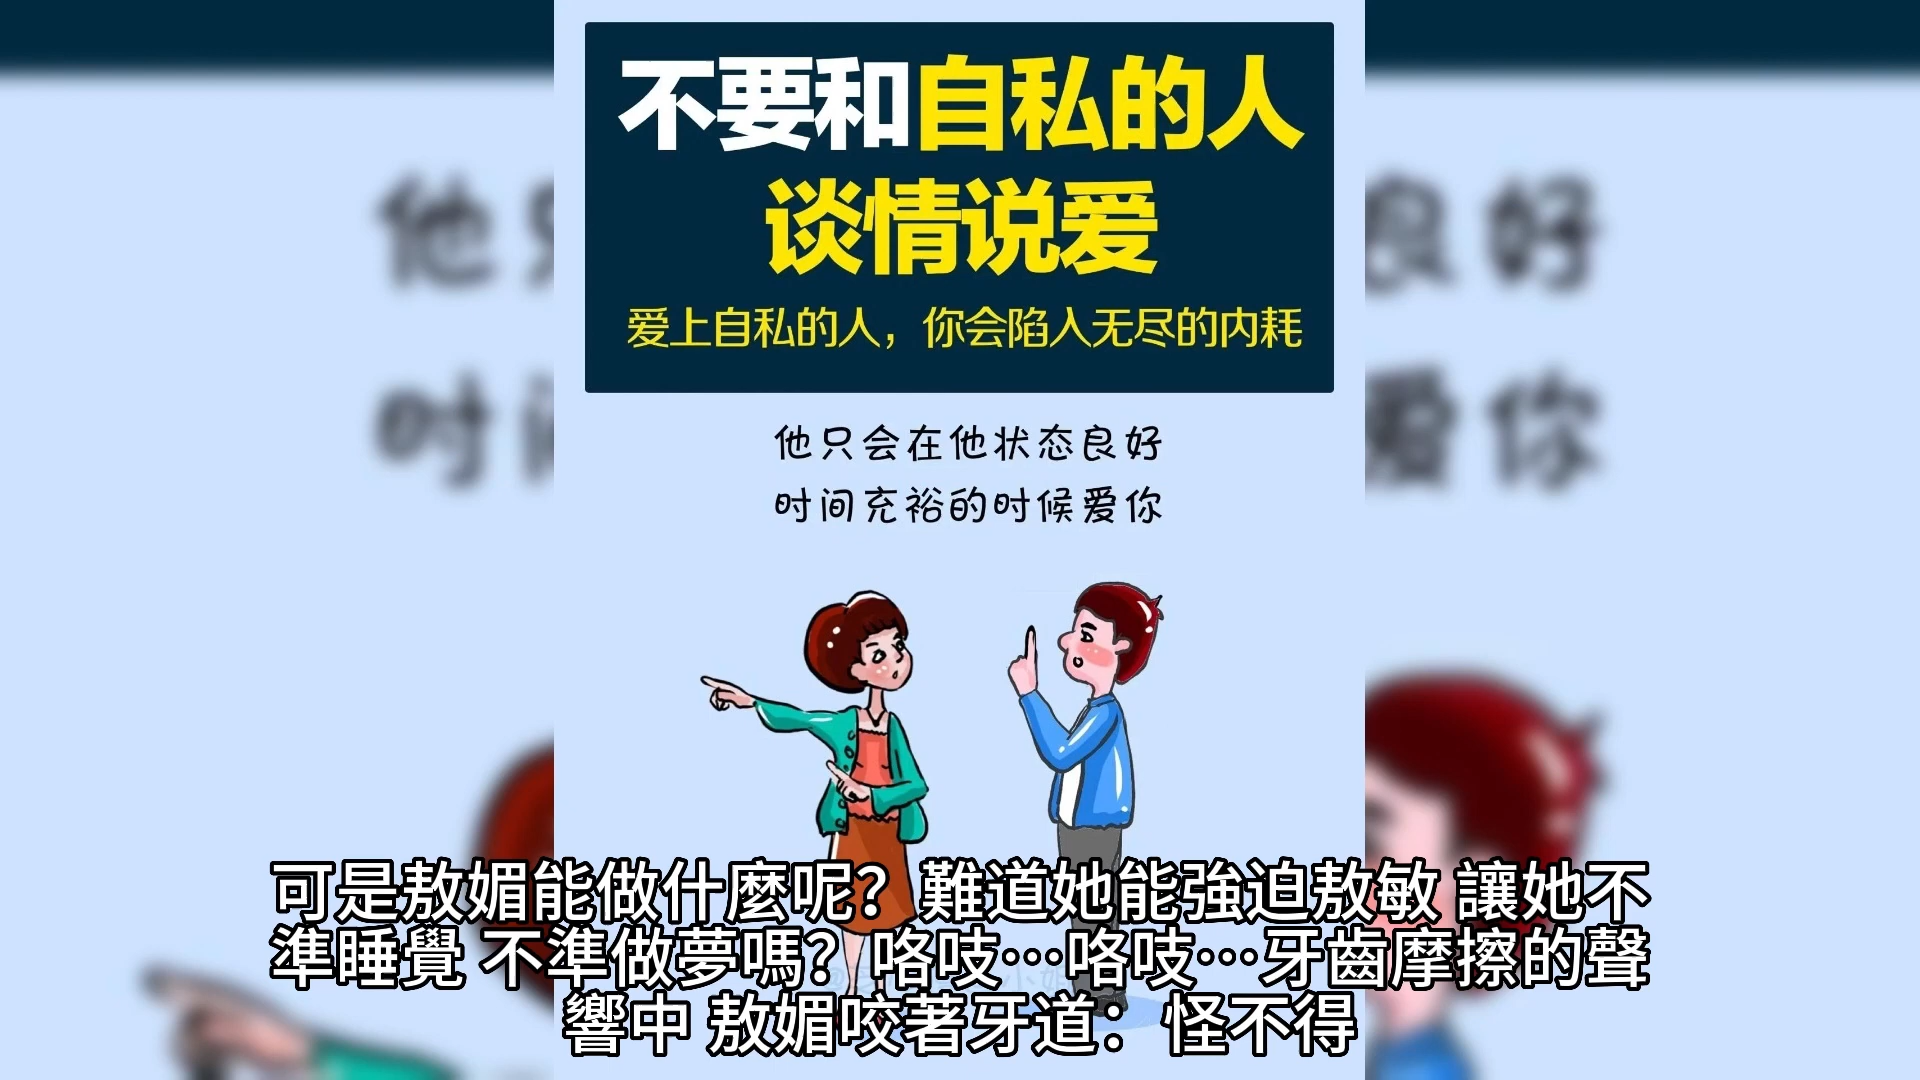 不要和自私的人
谈情说爱
爱上自私的人，你会陷入无尽的内耗
他只会在他状态良好
时间充裕的时候爱你
可是敖媚能做什麼呢？難道她能強迫敖敏 讓她不
準睡覺 不準做夢嗎？咯吱…咯吱…牙齒摩擦的聲
響中 敖媚咬著牙道：怪不得